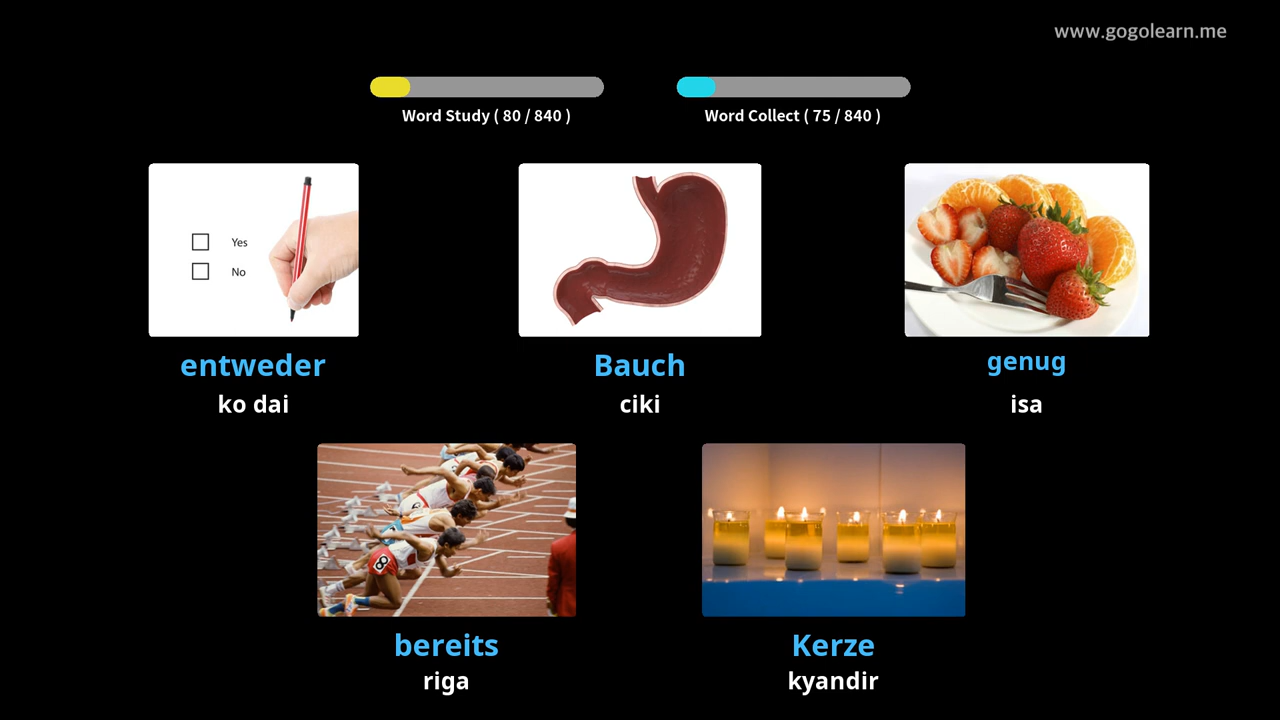 www.gogolearn.me
Word Study ( 80 / 840 )
Word Collect ( 75 / 840 )
Yes
No
entweder
ko dai
Bauch
ciki
genug
isa
8
bereits
riga
Kerze
kyandir